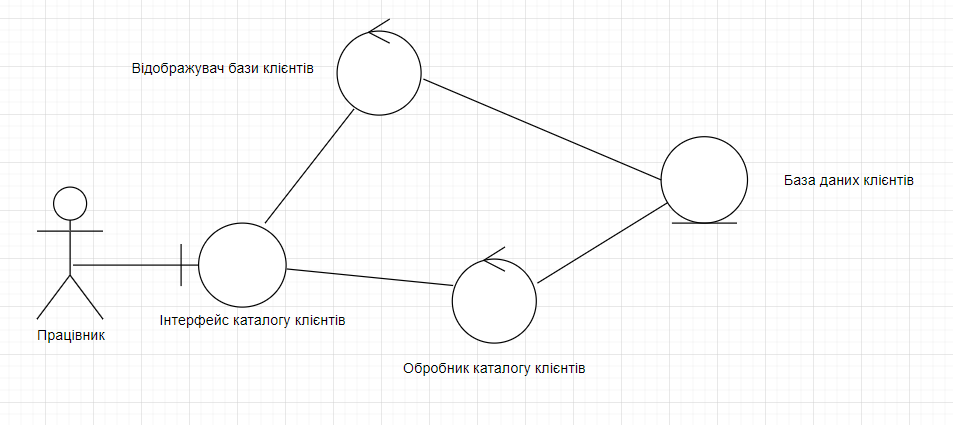 Відображувач бази клієнтів
База даних клієнтів
Інтерфейс каталогу клієнтів
Працівник
Обробник каталогу клієнтів